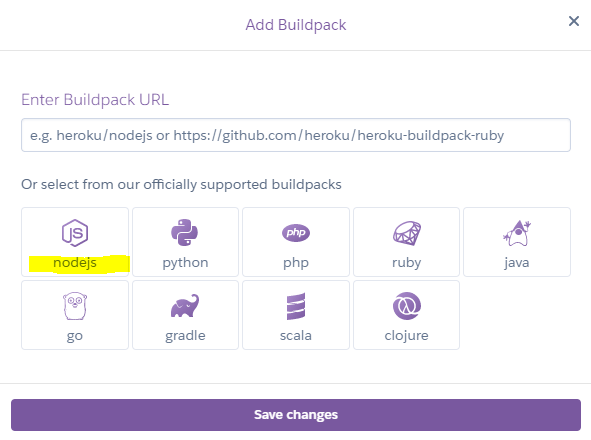 Add Buildpack
Enter Buildpack URL
e.g. heroku/nodejs or https://github.com/heroku/heroku-buildpack-ruby
Or select from our officially supported buildpacks
JS php
nodejs python php ruby java
go gradle scala clojure
Save changes